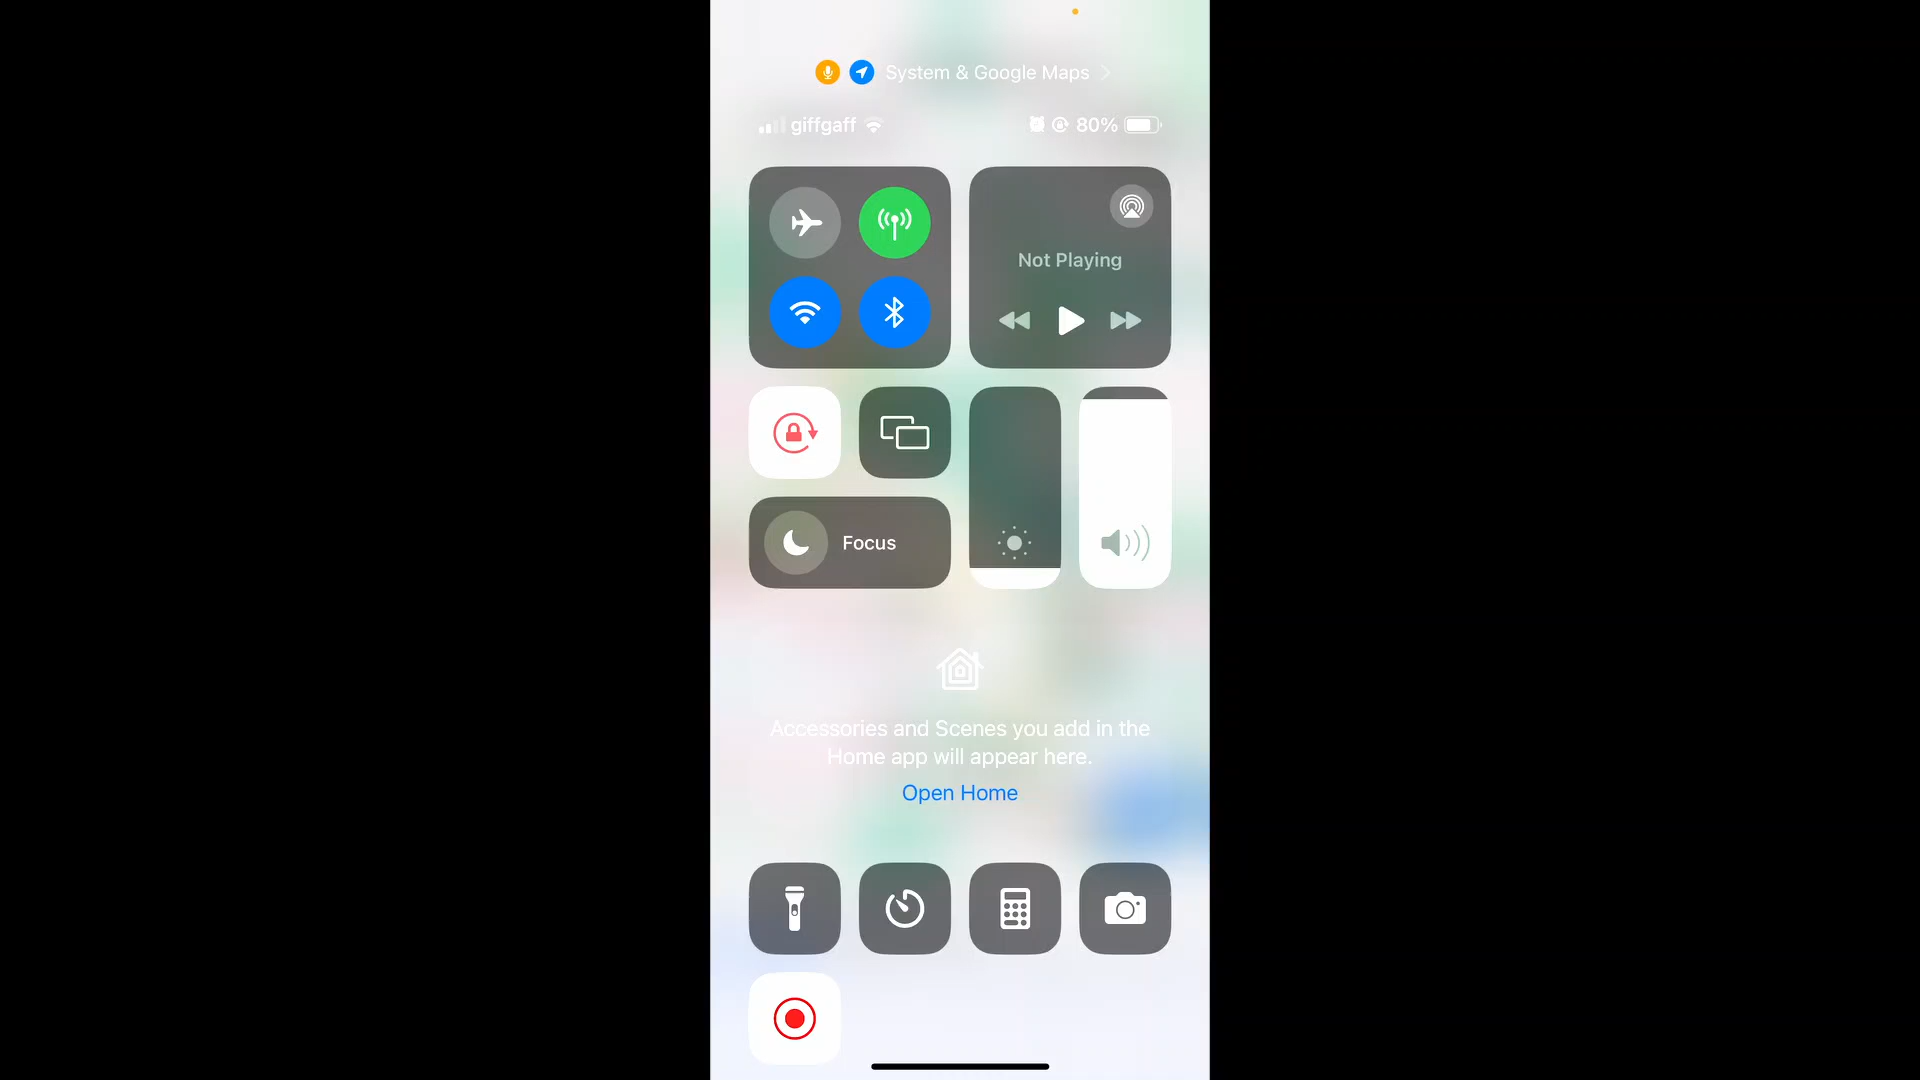 System & Google Maps
giffgaff 80%
Not Playing
Focus
Accessories and Scenes you add in the
Home app will appear here.
Open Home